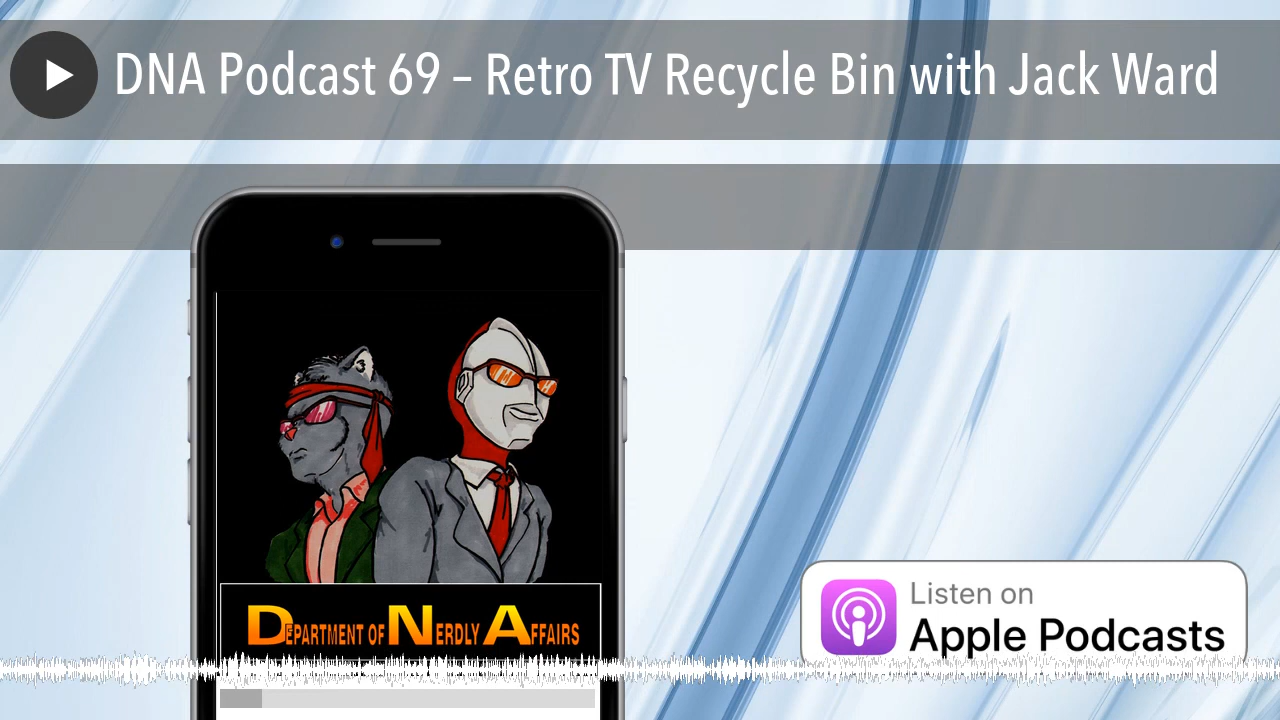 DNA Podcast 69 – Retro TV Recycle Bin with Jack Ward
DEPARTMENT OF NERDLY AFFAIRS
Listen on
Apple Podcasts